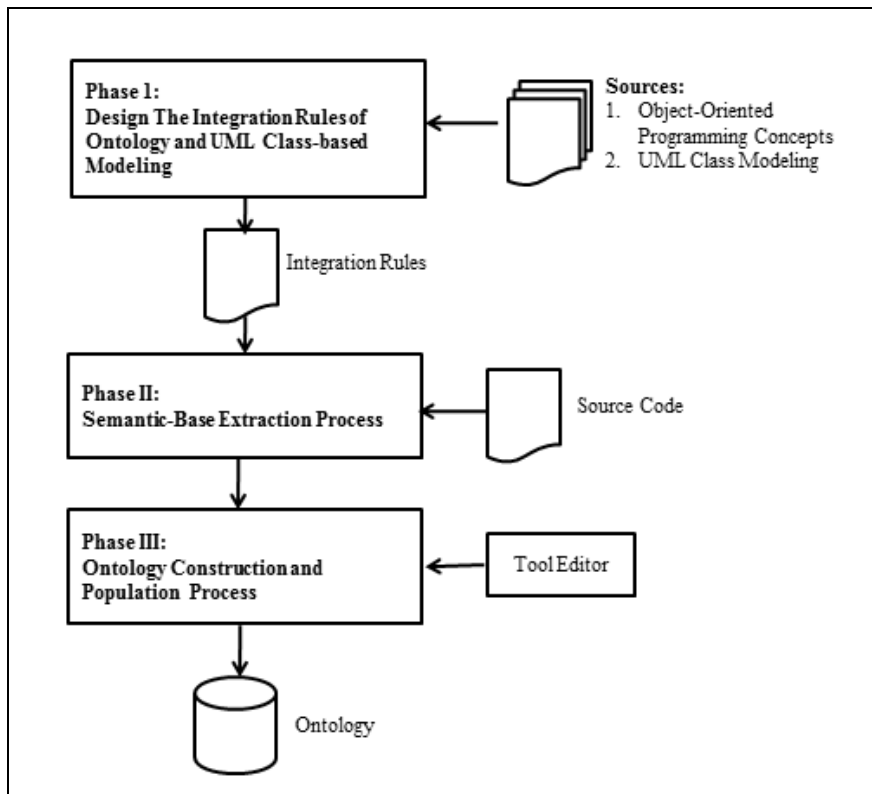 Phase 1:
Design The Integration Rules of
Ontology and UML Class-based
Modeling
Sources:
1. Object-Oriented
Programming Concepts
2. UML Class Modeling
Integration Rules
Phase II:
Semantic-Base Extraction Process
Source Code
Phase III:
Ontology Construction and
Population Process
Tool Editor
Ontology